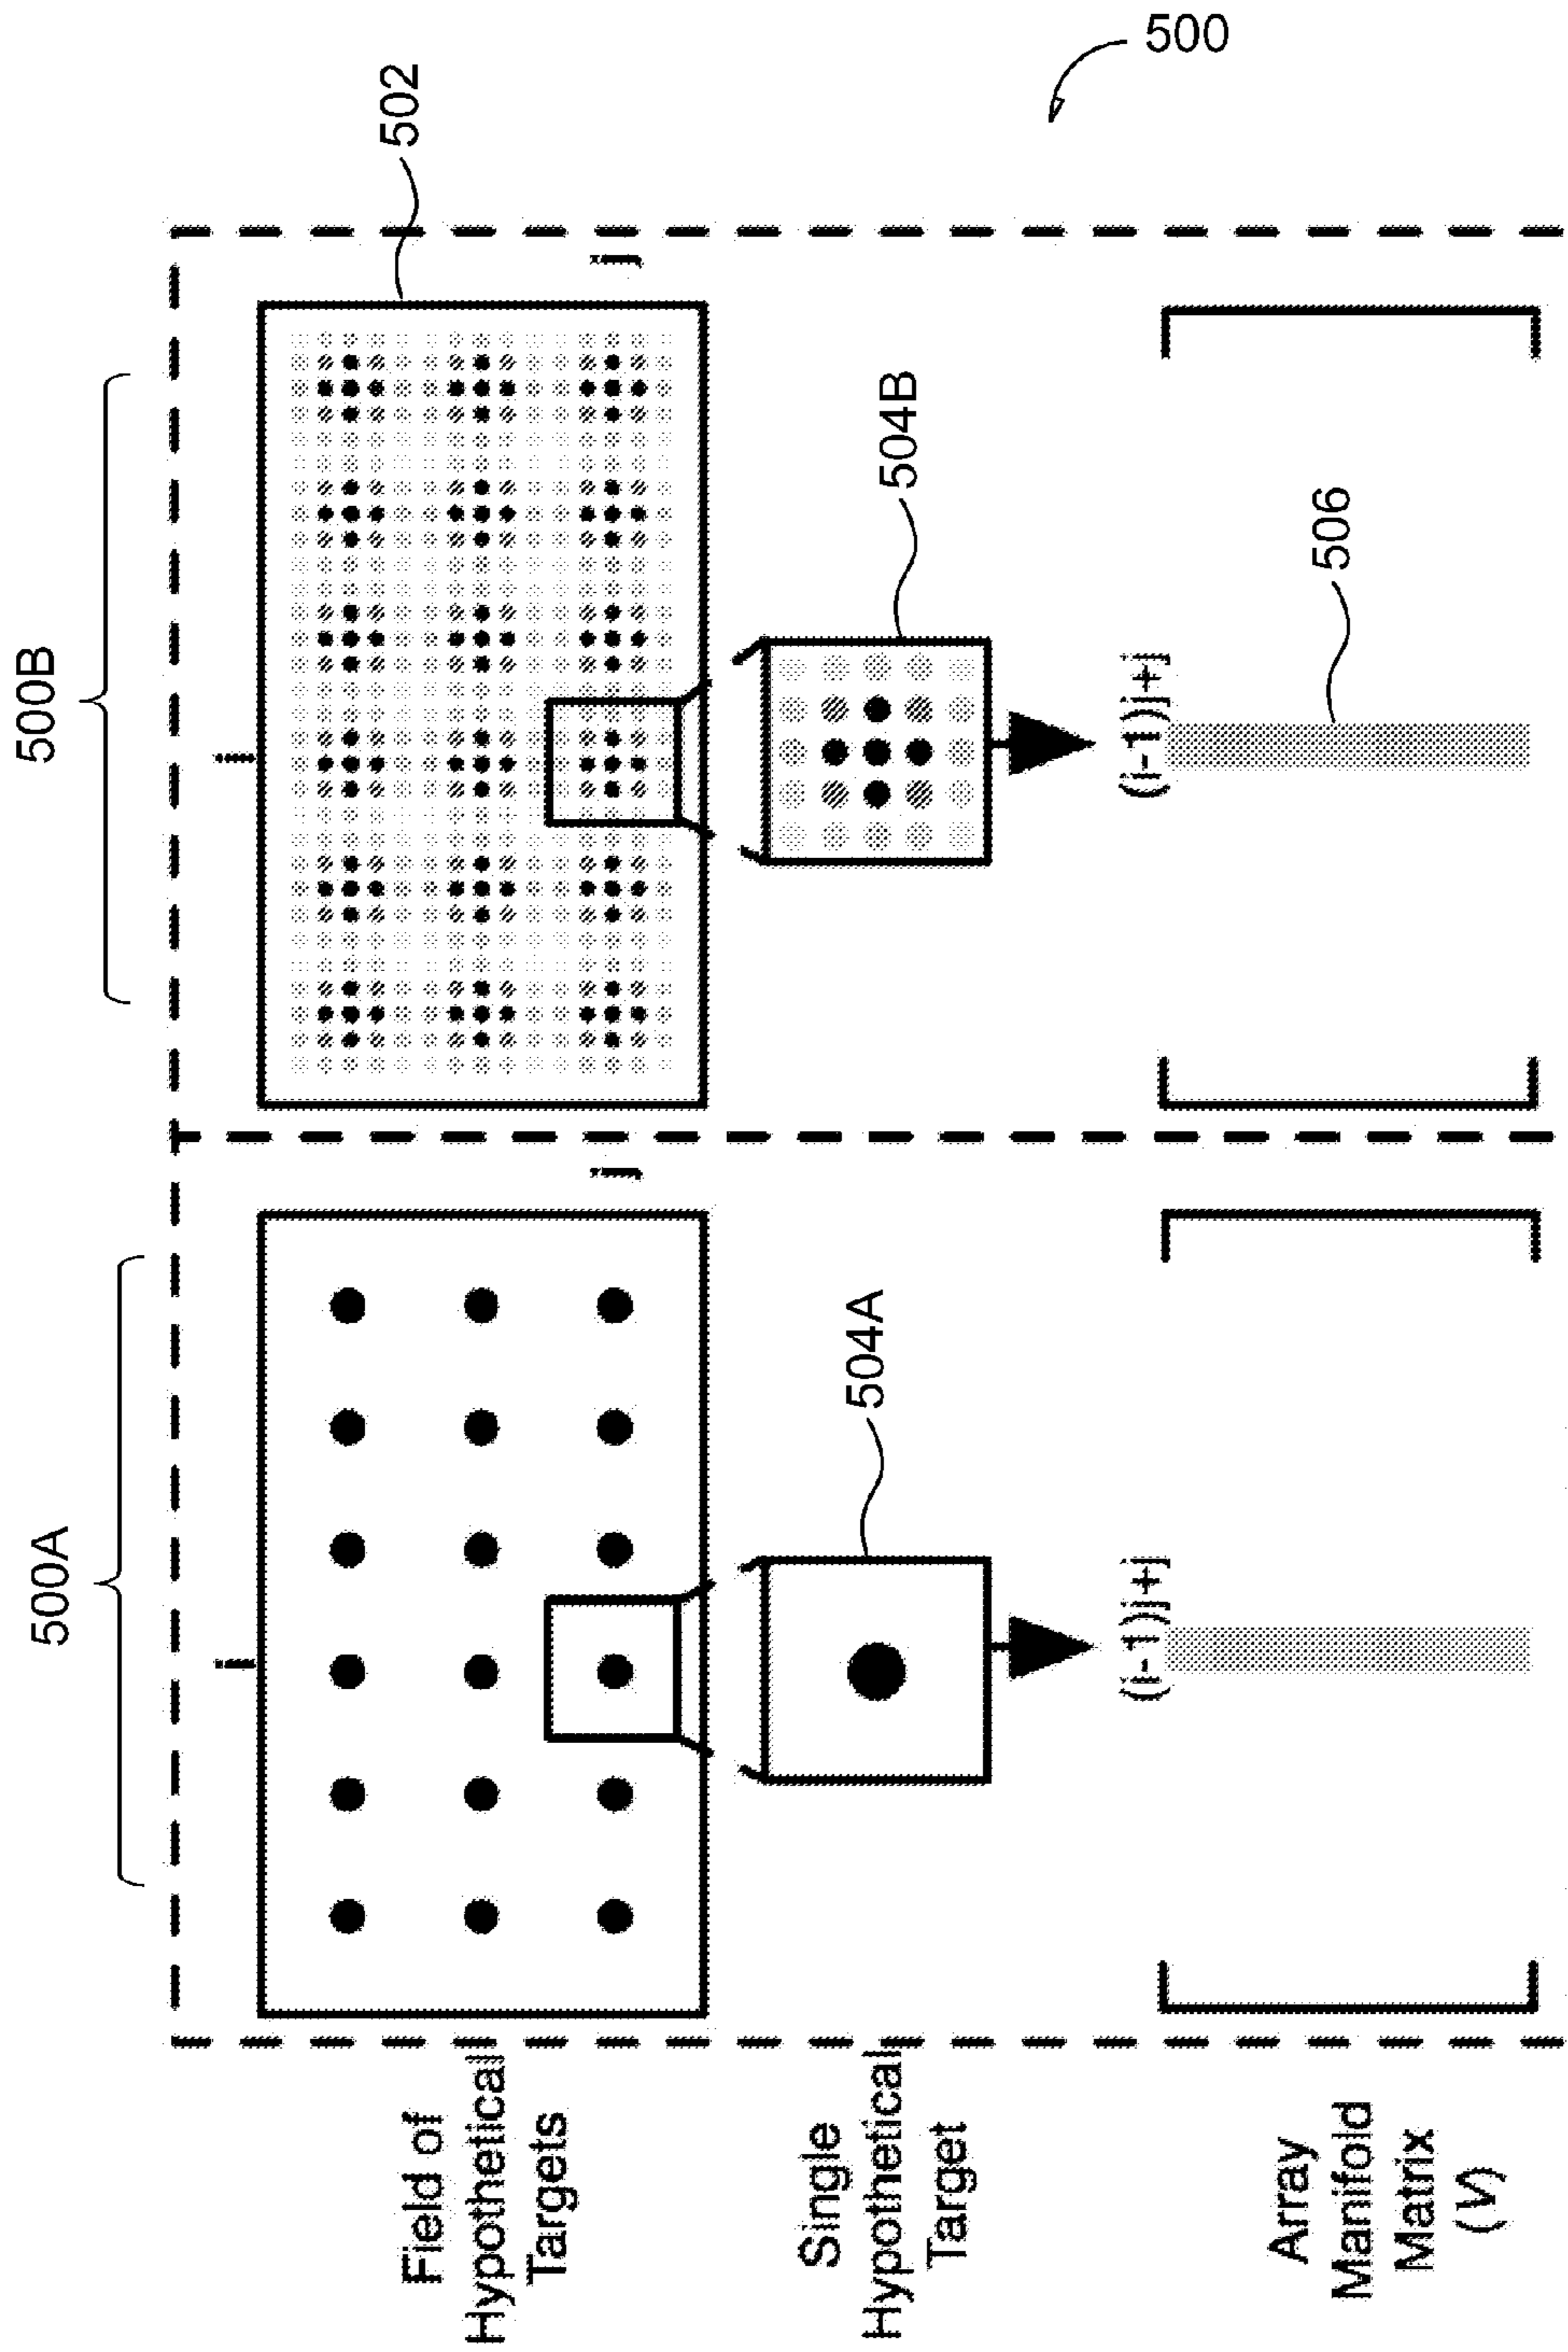 500A
500B
502
i
i
Field of
Hypothetical
Targets
j
j
504A
504B
Single
Hypothetical
Target
(i-1)j+j
(i-1)j+j
506
Array
Manifold
Matrix
(V)
500